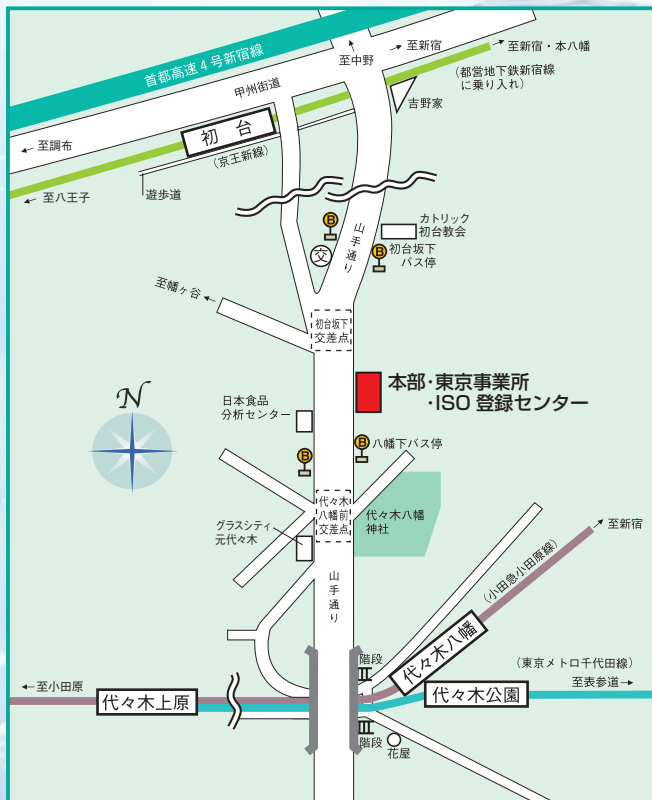 首都高速4号新宿線
甲州街道
至中野
至新宿
至新宿・本八幡
(都営地下鉄新宿線
に乗り入れ)
吉野家
初台
(京王新線)
至調布
至八王子
遊歩道
B
山手通り
カトリック
初台教会
交
B
初台坂下
バス停
至幡ヶ谷
初台坂下
交差点
N
日本食品
分析センター
本部・東京事業所
・ISO 登録センター
B
八幡下バス停
B
代々木
八幡前
交差点
代々木八幡
神社
グラスシティ
元代々木
山手通り
至新宿
(小田急小田原線)
代々木八幡
階段
(東京メトロ千代田線)
至表参道
代々木公園
至小田原
代々木上原
階段
花屋